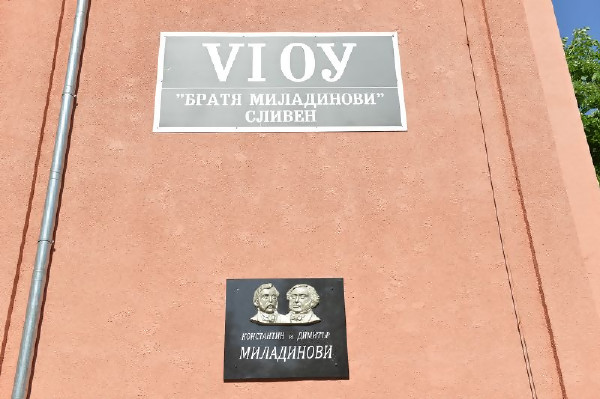 VI ОУ
"БРАТЯ МИЛАДИНОВИ"
СЛИВЕН
КОНСТАНТИН и ДИМИТЪР
МИЛАДИНОВИ